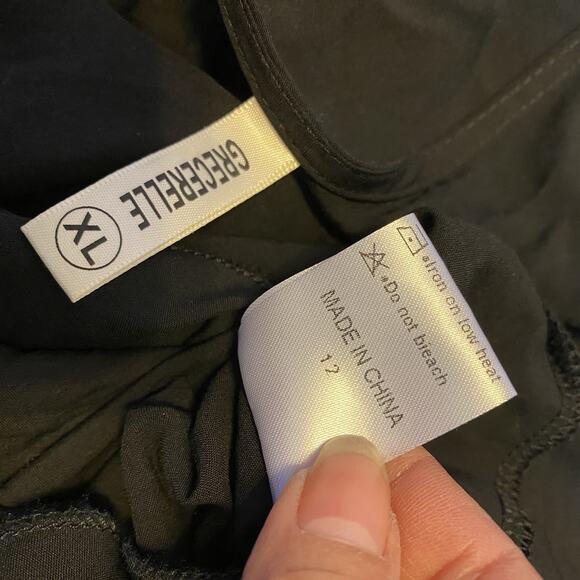 GRECERELLE
XL
•Iron on low heat
•Do not bleach
MADE IN CHINA
12